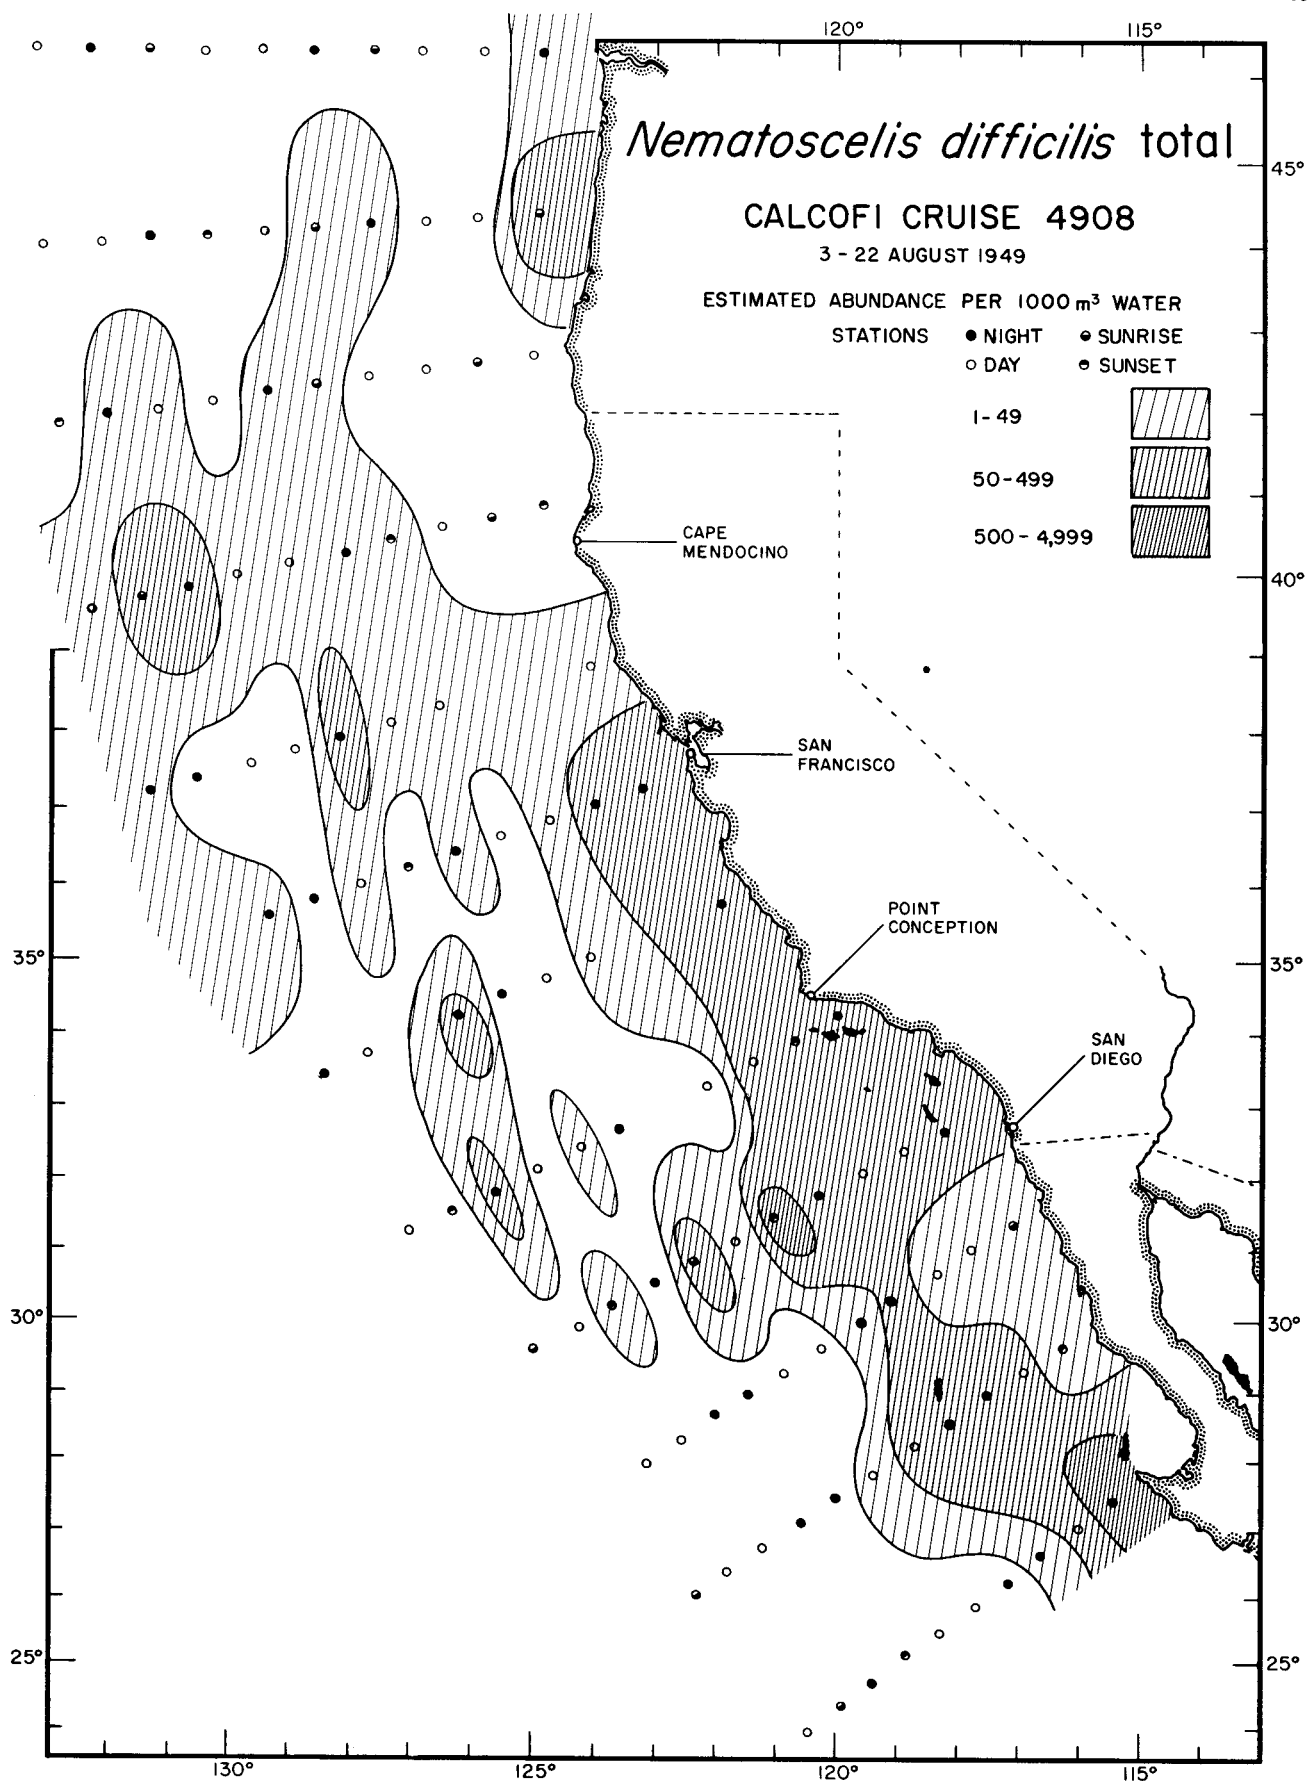 120° 115°
Nematoscelis difficilis total
45°
CALCOFI CRUISE 4908
3-22 AUGUST 1949
ESTIMATED ABUNDANCE PER 1000 m³ WATER
STATIONS NIGHT SUNRISE
DAY SUNSET
1-49
50-499
500-4,999
CAPE
MENDOCINO
40°
SAN
FRANCISCO
POINT
CONCEPTION
35° 35°
SAN
DIEGO
30° 30°
25° 25°
130° 125° 120° 115°